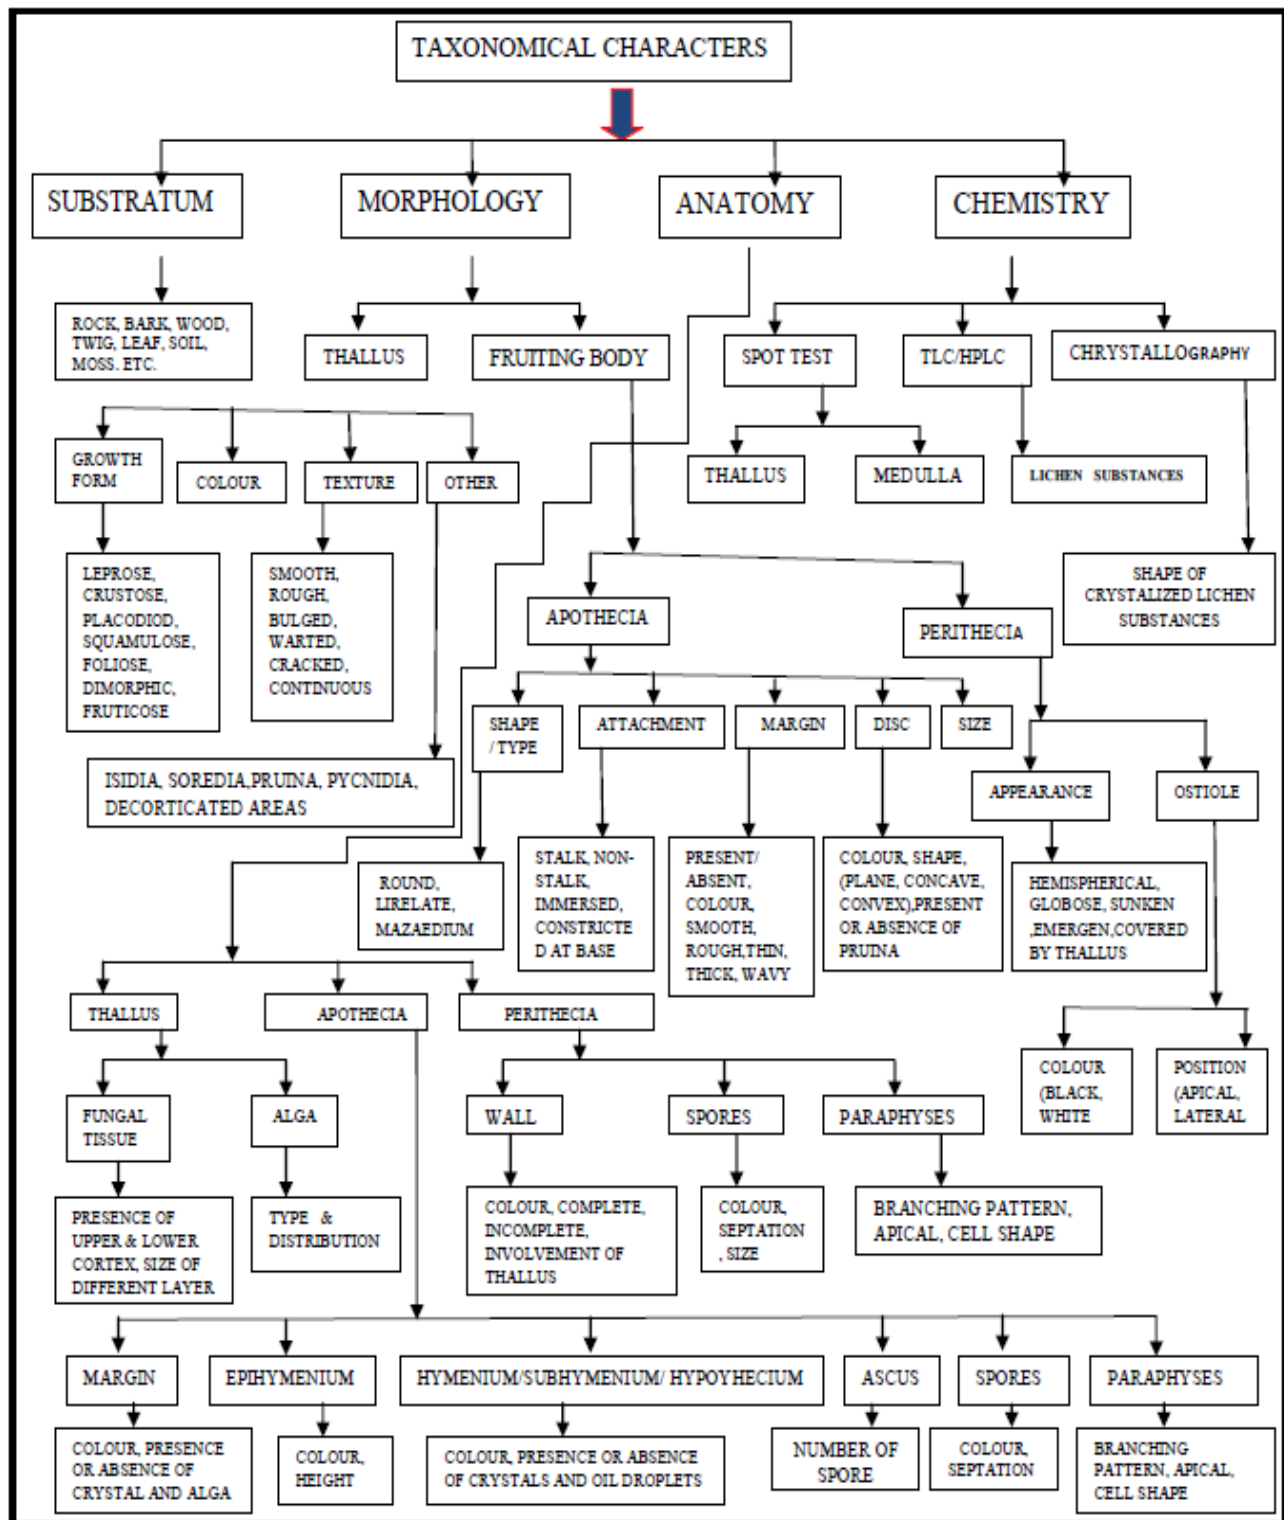 TAXONOMICAL CHARACTERS
SUBSTRATUM
MORPHOLOGY
ANATOMY
CHEMISTRY
ROCK, BARK, WOOD,
TWIG, LEAF, SOIL,
MOSS. ETC.
THALLUS
FRUITING BODY
SPOT TEST
TLC/HPLC
CHRYSTALLOGRAPHY
GROWTH
FORM
COLOUR
TEXTURE
OTHER
THALLUS
MEDULLA
LICHEN SUBSTANCES
LEPROSE,
CRUSTOSE,
PLACODIOD,
SQUAMULOSE,
FOLIOSE,
DIMORPHIC,
FRUTICOSE
SMOOTH,
ROUGH,
BULGED,
WARTED,
CRACKED,
CONTINUOUS
APOTHECIA
PERITHECIA
SHAPE OF
CRYSTALIZED LICHEN
SUBSTANCES
SHAPE
/ TYPE
ATTACHMENT
MARGIN
DISC
SIZE
ISIDIA, SOREDIA,PRUINA, PYCNIDIA,
DECORTICATED AREAS
APPEARANCE
OSTIOLE
ROUND,
LIRELATE,
MAZAEDIUM
STALK, NON-
STALK,
IMMERSED,
CONSTRICTE
D AT BASE
PRESENT/
ABSENT,
COLOUR,
SMOOTH,
ROUGH,THIN,
THICK, WAVY
COLOUR, SHAPE,
(PLANE, CONCAVE,
CONVEX),PRESENT
OR ABSENCE OF
PRUINA
HEMISPHERICAL,
GLOBOSE, SUNKEN
,EMERGEN,COVERED
BY THALLUS
THALLUS
APOTHECIA
PERITHECIA
COLOUR
(BLACK,
WHITE
POSITION
(APICAL,
LATERAL
FUNGAL
TISSUE
ALGA
WALL
SPORES
PARAPHYSES
PRESENCE OF
UPPER & LOWER
CORTEX, SIZE OF
DIFFERENT LAYER
TYPE &
DISTRIBUTION
COLOUR, COMPLETE,
INCOMPLETE,
INVOLVEMENT OF
THALLUS
COLOUR,
SEPTATION
, SIZE
BRANCHING PATTERN,
APICAL, CELL SHAPE
MARGIN
EPIHYMENIUM
HYMENIUM/SUBHYMENIUM/ HYPOYHECIUM
ASCUS
SPORES
PARAPHYSES
COLOUR, PRESENCE
OR ABSENCE OF
CRYSTAL AND ALGA
COLOUR,
HEIGHT
COLOUR, PRESENCE OR ABSENCE
OF CRYSTALS AND OIL DROPLETS
NUMBER OF
SPORE
COLOUR,
SEPTATION
BRANCHING
PATTERN, APICAL,
CELL SHAPE